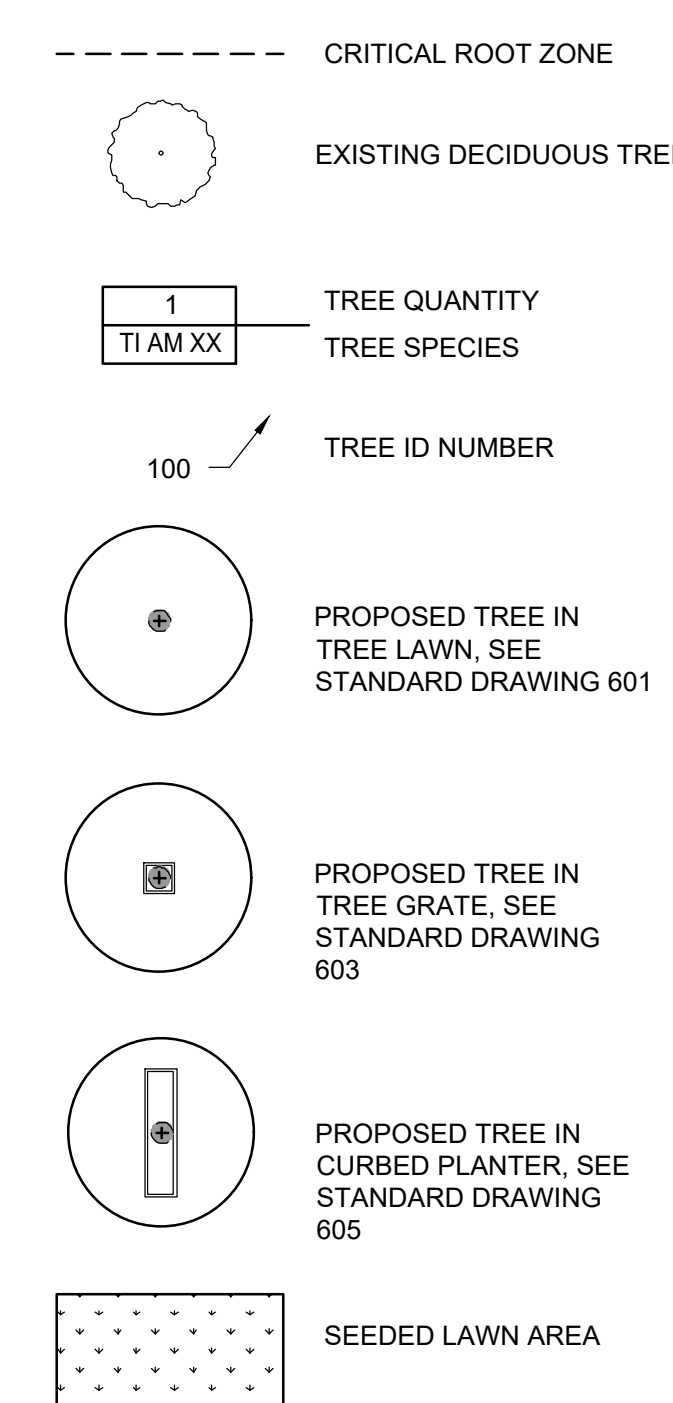 CRITICAL ROOT ZONE
EXISTING DECIDUOUS TREE
1
TI AM XX
TREE QUANTITY
TREE SPECIES
100
TREE ID NUMBER
PROPOSED TREE IN
TREE LAWN, SEE
STANDARD DRAWING 601
PROPOSED TREE IN
TREE GRATE, SEE
STANDARD DRAWING
603
PROPOSED TREE IN
CURBED PLANTER, SEE
STANDARD DRAWING
605
SEEDED LAWN AREA